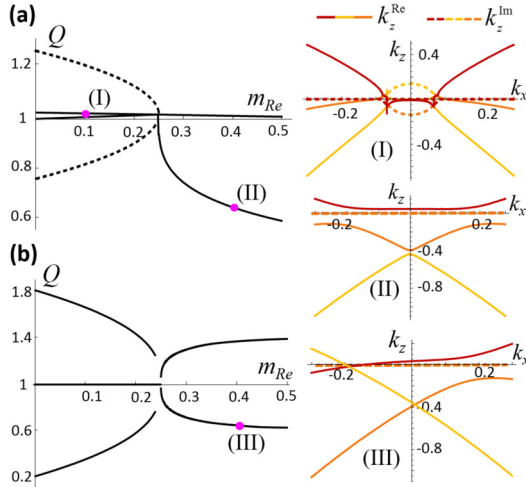 (a)
Q
1.2
1
0.8
0.6
(I)
m_Re
0.1
0.2
0.3
0.4
0.5
(II)
(b)
Q
1.8
1.4
1
0.6
0.2
m_Re
0.1
0.2
0.3
0.4
0.5
(III)
k_z^Re
k_z^Im
k_z
0.4
k_x
-0.2
0.2
-0.4
(I)
k_z
k_x
-0.2
0.2
-0.4
-0.8
(II)
k_z
k_x
-0.2
0.2
-0.4
-0.8
(III)